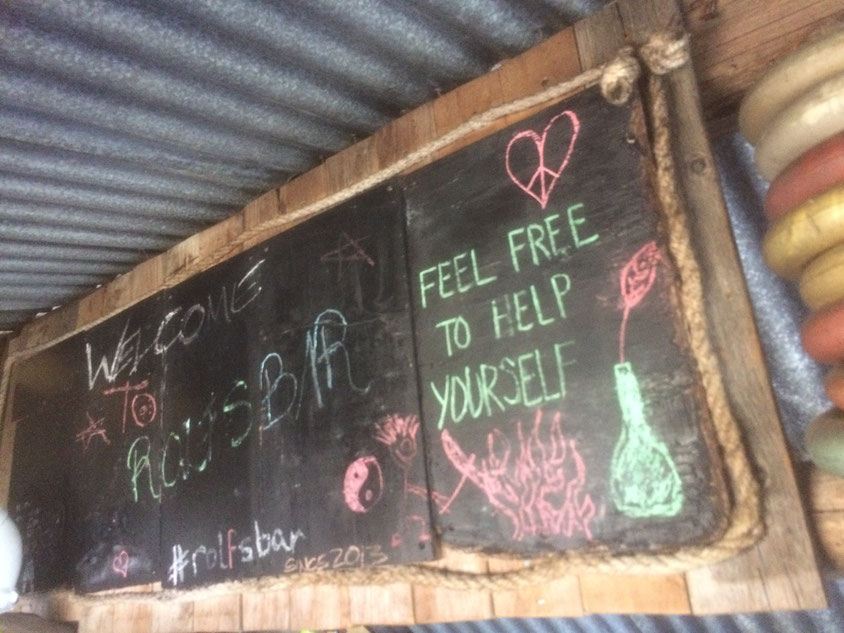 WELCOME
TO
ROLFS BAR
#rolfsbar
SINCE 2013
FEEL FREE
TO HELP
YOURSELF